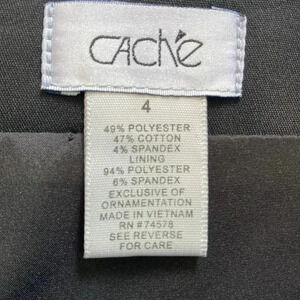 CAChé
4
49% POLYESTER
47% COTTON
4% SPANDEX
LINING
94% POLYESTER
6% SPANDEX
EXCLUSIVE OF
ORNAMENTATION
MADE IN VIETNAM
RN #74578
SEE REVERSE
FOR CARE